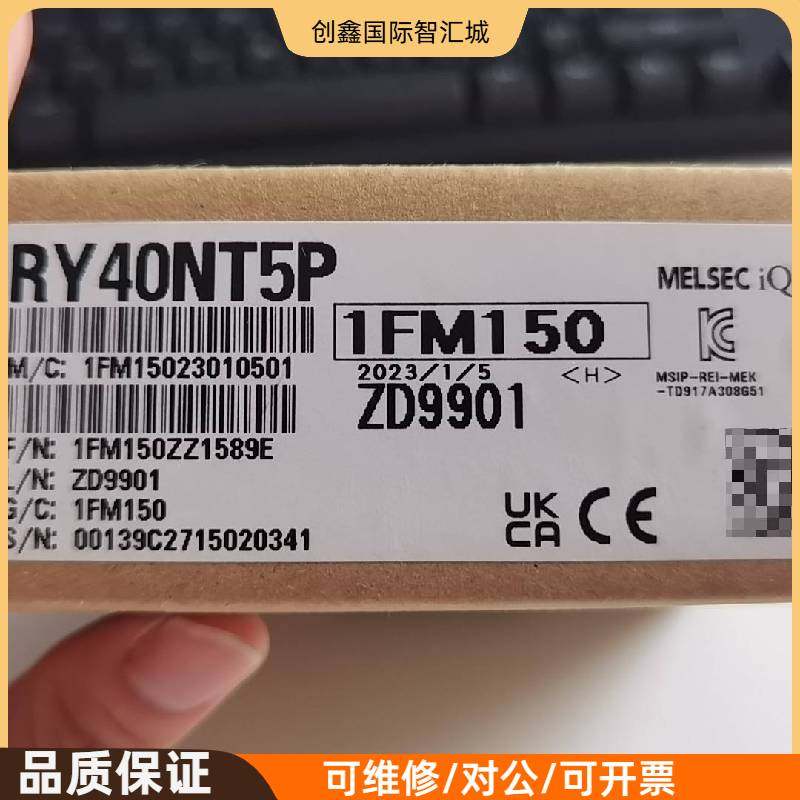 创鑫国际智汇城
RY40NT5P
MELSEC iQ
1FM150
M/C: 1FM15023010501
2023/1/5 <H>
MSIP-REI-MEK
-TD917A308G51
ZD9901
F/N: 1FM150ZZ1589E
L/N: ZD9901
G/C: 1FM150
S/N: 00139C2715020341
UK
CA CE
品质保证
可维修/对公/可开票